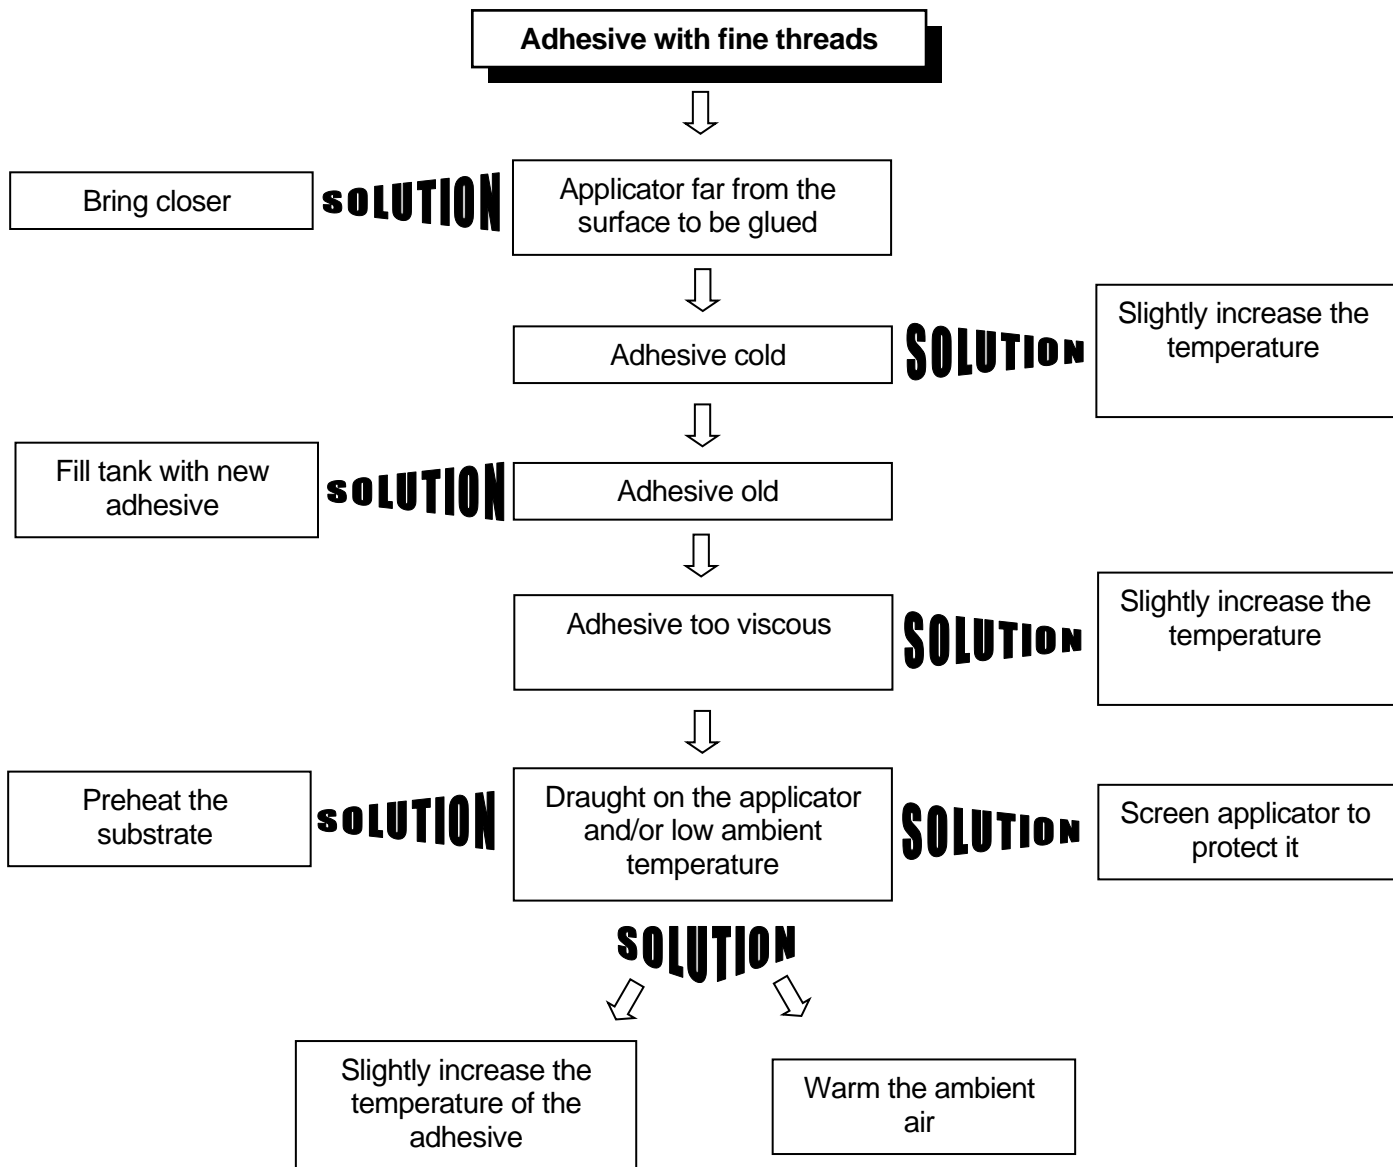 Adhesive with fine threads
Bring closer
SOLUTION
Applicator far from the
surface to be glued
Adhesive cold
SOLUTION
Slightly increase the
temperature
Fill tank with new
adhesive
SOLUTION
Adhesive old
Adhesive too viscous
SOLUTION
Slightly increase the
temperature
Preheat the
substrate
SOLUTION
Draught on the applicator
and/or low ambient
temperature
SOLUTION
Screen applicator to
protect it
SOLUTION
Slightly increase the
temperature of the
adhesive
Warm the ambient
air